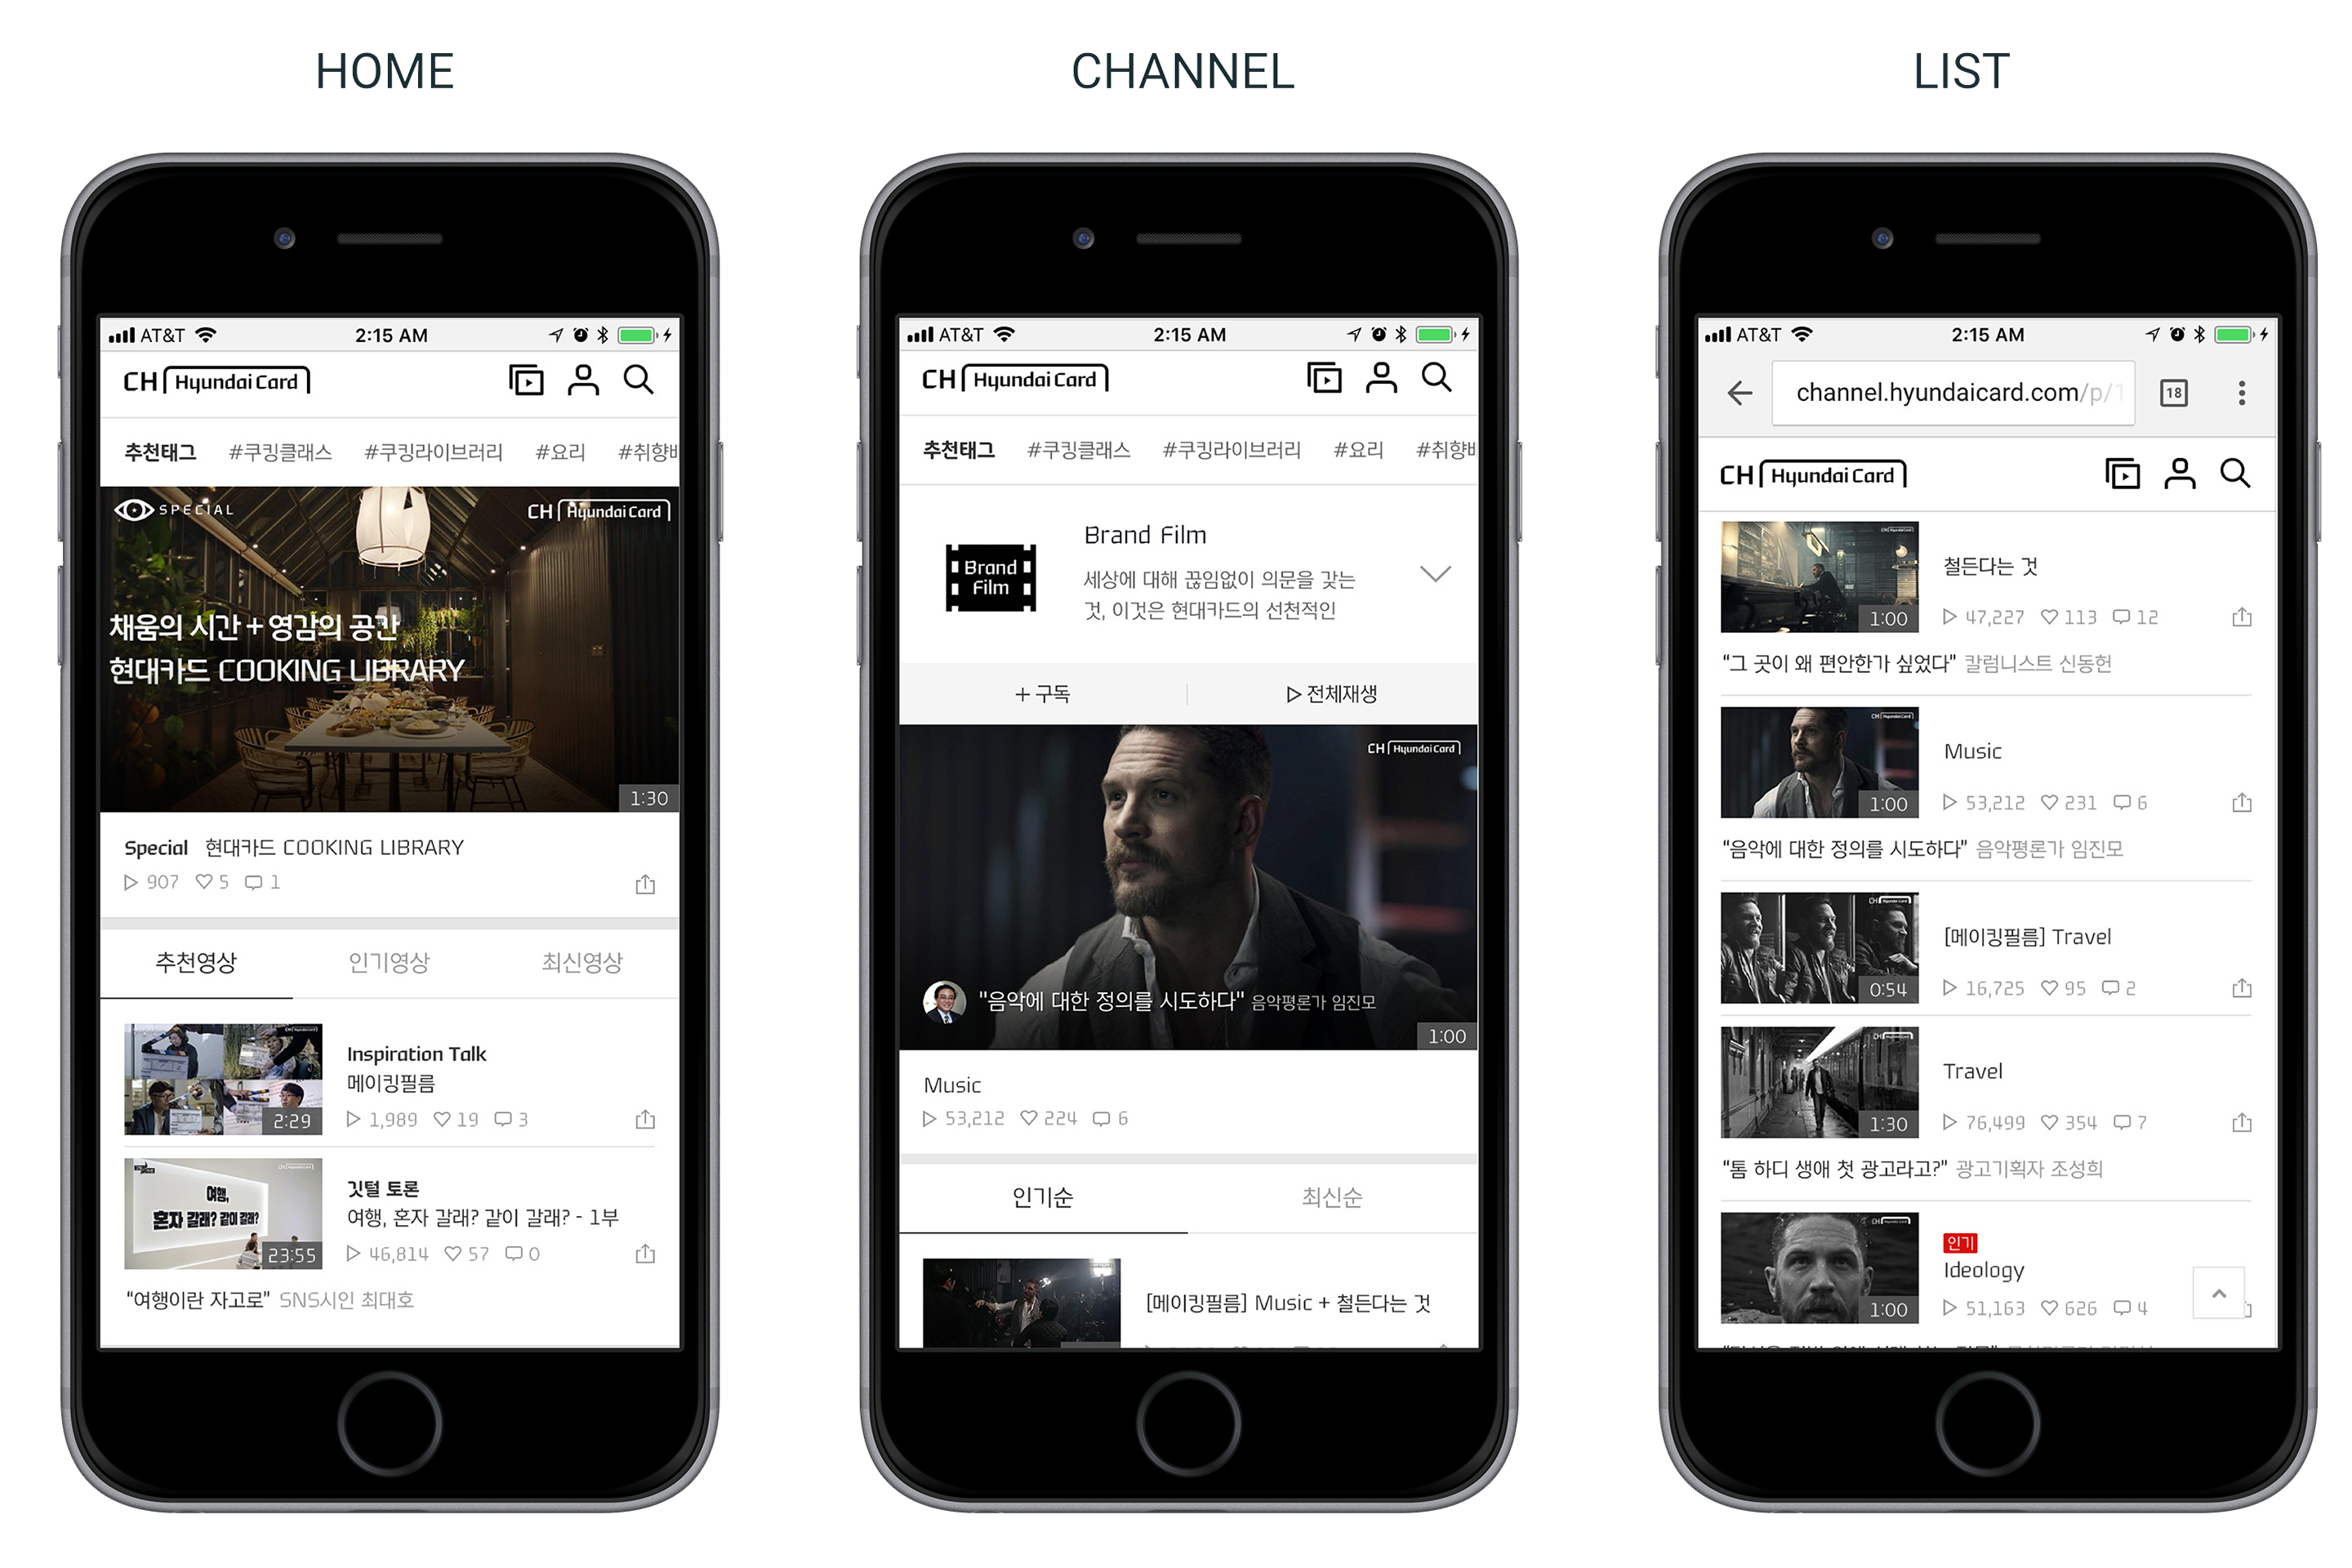 HOME
AT&T 2:15 AM
CH Hyundai Card
추천태그 #쿠킹클래스 #쿠킹라이브러리 #요리 #취향
SPECIAL CH Hyundai Card
채움의 시간 + 영감의 공간
현대카드 COOKING LIBRARY
1:30
Special 현대카드 COOKING LIBRARY
907 5 1
추천영상 인기영상 최신영상
CH Hyundai Card
Inspiration Talk
메이킹필름
2:29
1,989 19 3
여행,
혼자 갈래? 같이 갈래?
23:55
깃털 토론
여행, 혼자 갈래? 같이 갈래? - 1부
46,814 57 0
“여행이란 자고로” SNS시인 최대호
CHANNEL
AT&T 2:15 AM
CH Hyundai Card
추천태그 #쿠킹클래스 #쿠킹라이브러리 #요리 #취향
Brand
Film
Brand Film
세상에 대해 끊임없이 의문을 갖는
것, 이것은 현대카드의 선천적인
+ 구독 전체재생
CH Hyundai Card
"음악에 대한 정의를 시도하다" 음악평론가 임진모
1:00
Music
53,212 224 6
인기순 최신순
[메이킹필름] Music + 철든다는 것
LIST
AT&T 2:15 AM
channel.hyundaicard.com/p/1 18
CH Hyundai Card
철든다는 것
1:00
47,227 113 12
“그 곳이 왜 편안한가 싶었다” 칼럼니스트 신동헌
CH Hyundai Card
Music
1:00
53,212 231 6
“음악에 대한 정의를 시도하다” 음악평론가 임진모
[메이킹필름] Travel
0:54
16,725 95 2
Travel
1:30
76,499 354 7
“톰 하디 생애 첫 광고라고?” 광고기획자 조성희
인기
Ideology
1:00
51,163 626 4